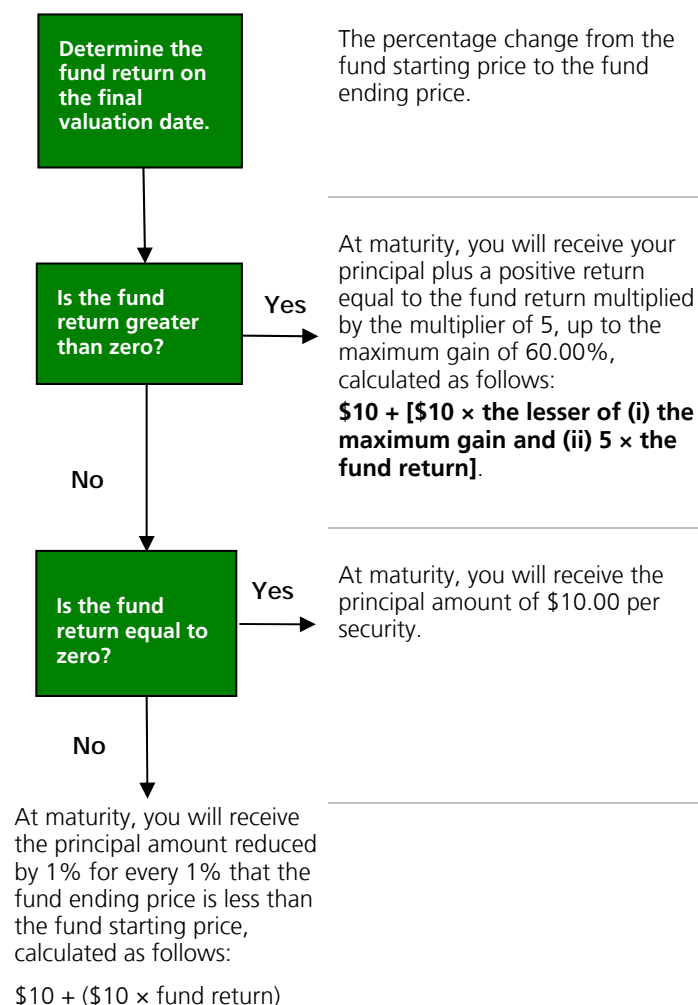 Determine the
fund return on
the final
valuation date.
The percentage change from the
fund starting price to the fund
ending price.
Is the fund
return greater
than zero?
Yes
At maturity, you will receive your
principal plus a positive return
equal to the fund return multiplied
by the multiplier of 5, up to the
maximum gain of 60.00%,
calculated as follows:
$10 + [$10 × the lesser of (i) the
maximum gain and (ii) 5 × the
fund return].
No
Is the fund
return equal to
zero?
Yes
At maturity, you will receive the
principal amount of $10.00 per
security.
No
At maturity, you will receive
the principal amount reduced
by 1% for every 1% that the
fund ending price is less than
the fund starting price,
calculated as follows:
$10 + ($10 × fund return)